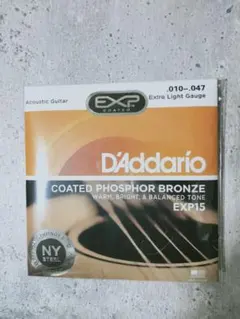 .010-.047
Acoustic Guitar
EXP
COATED
Extra Light Gauge
D'Addario
COATED PHOSPHOR BRONZE
WARM, BRIGHT, & BALANCED TONE
EXP15
NY
STEEL